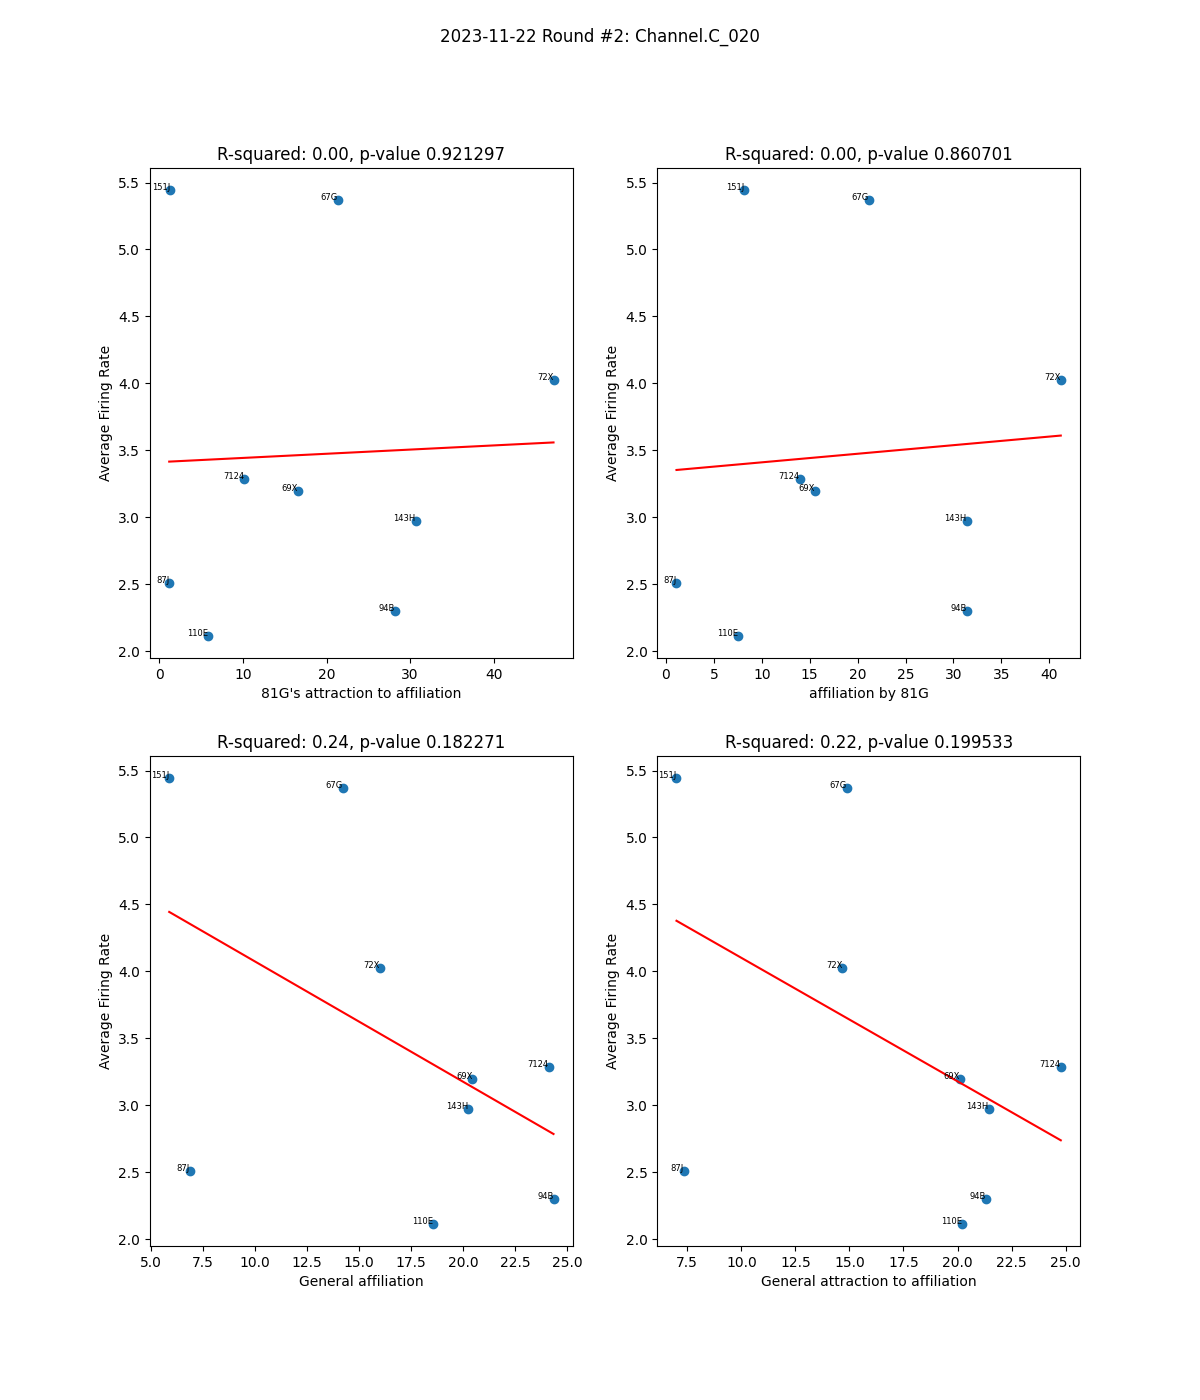 2023-11-22 Round #2: Channel.C_020
R-squared: 0.00, p-value 0.921297
5.5
5.0
4.5
4.0
3.5
3.0
2.5
2.0
Average Firing Rate
151J
67G
72X
7124
69X
143H
87J
94B
110E
0 10 20 30 40
81G's attraction to affiliation
R-squared: 0.00, p-value 0.860701
5.5
5.0
4.5
4.0
3.5
3.0
2.5
2.0
Average Firing Rate
151J
67G
72X
7124
69X
143H
87J
94B
110E
0 5 10 15 20 25 30 35 40
affiliation by 81G
R-squared: 0.24, p-value 0.182271
5.5
5.0
4.5
4.0
3.5
3.0
2.5
2.0
Average Firing Rate
151J
67G
72X
7124
69X
143H
87J
94B
110E
5.0 7.5 10.0 12.5 15.0 17.5 20.0 22.5 25.0
General affiliation
R-squared: 0.22, p-value 0.199533
5.5
5.0
4.5
4.0
3.5
3.0
2.5
2.0
Average Firing Rate
151J
67G
72X
7124
69X
143H
87J
94B
110E
7.5 10.0 12.5 15.0 17.5 20.0 22.5 25.0
General attraction to affiliation